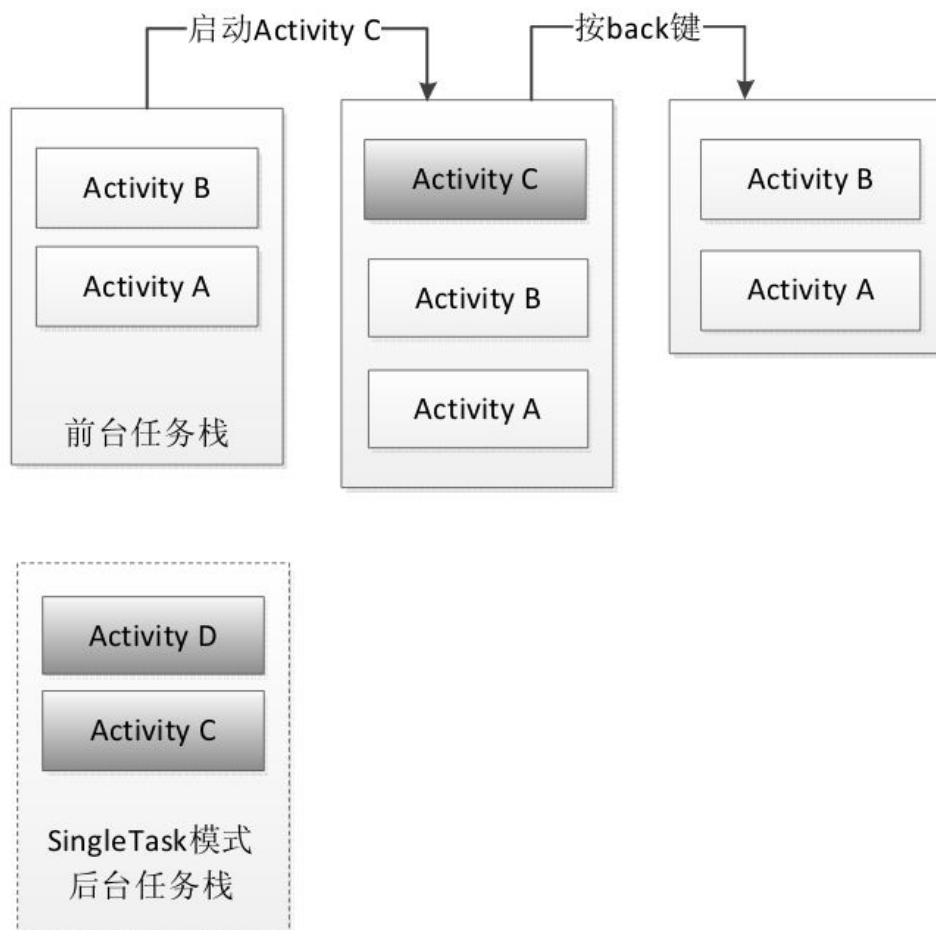 启动Activity C
按back键
Activity B
Activity A
前台任务栈
Activity C
Activity B
Activity A
Activity B
Activity A
Activity D
Activity C
SingleTask模式
后台任务栈